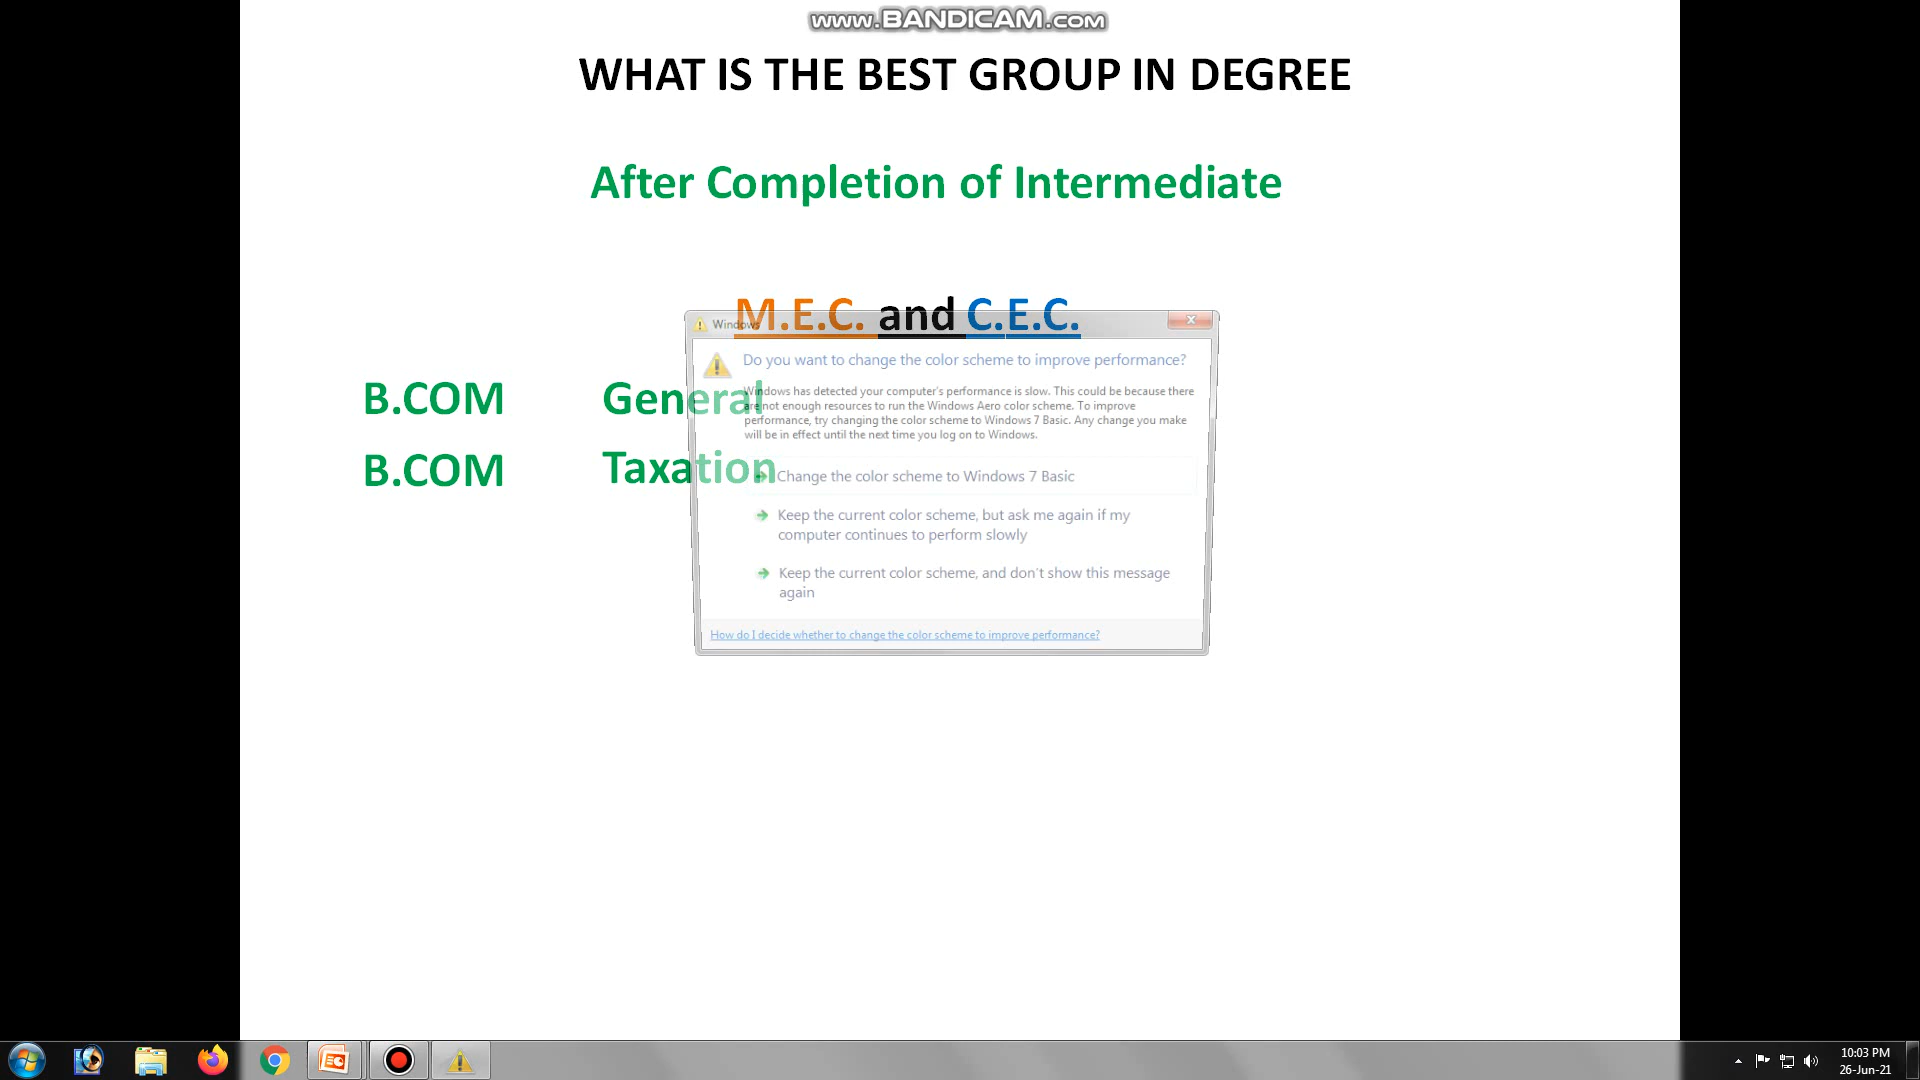 www.BANDICAM.com
WHAT IS THE BEST GROUP IN DEGREE
After Completion of Intermediate
M.E.C. and C.E.C.
Windows
Do you want to change the color scheme to improve performance?
B.COM General
Windows has detected your computer's performance is slow. This could be because there
are not enough resources to run the Windows Aero color scheme. To improve
performance, try changing the color scheme to Windows 7 Basic. Any change you make
will be in effect until the next time you log on to Windows.
B.COM Taxation
Change the color scheme to Windows 7 Basic
Keep the current color scheme, but ask me again if my
computer continues to perform slowly
Keep the current color scheme, and don't show this message
again
How do I decide whether to change the color scheme to improve performance?
10:03 PM
26-Jun-21